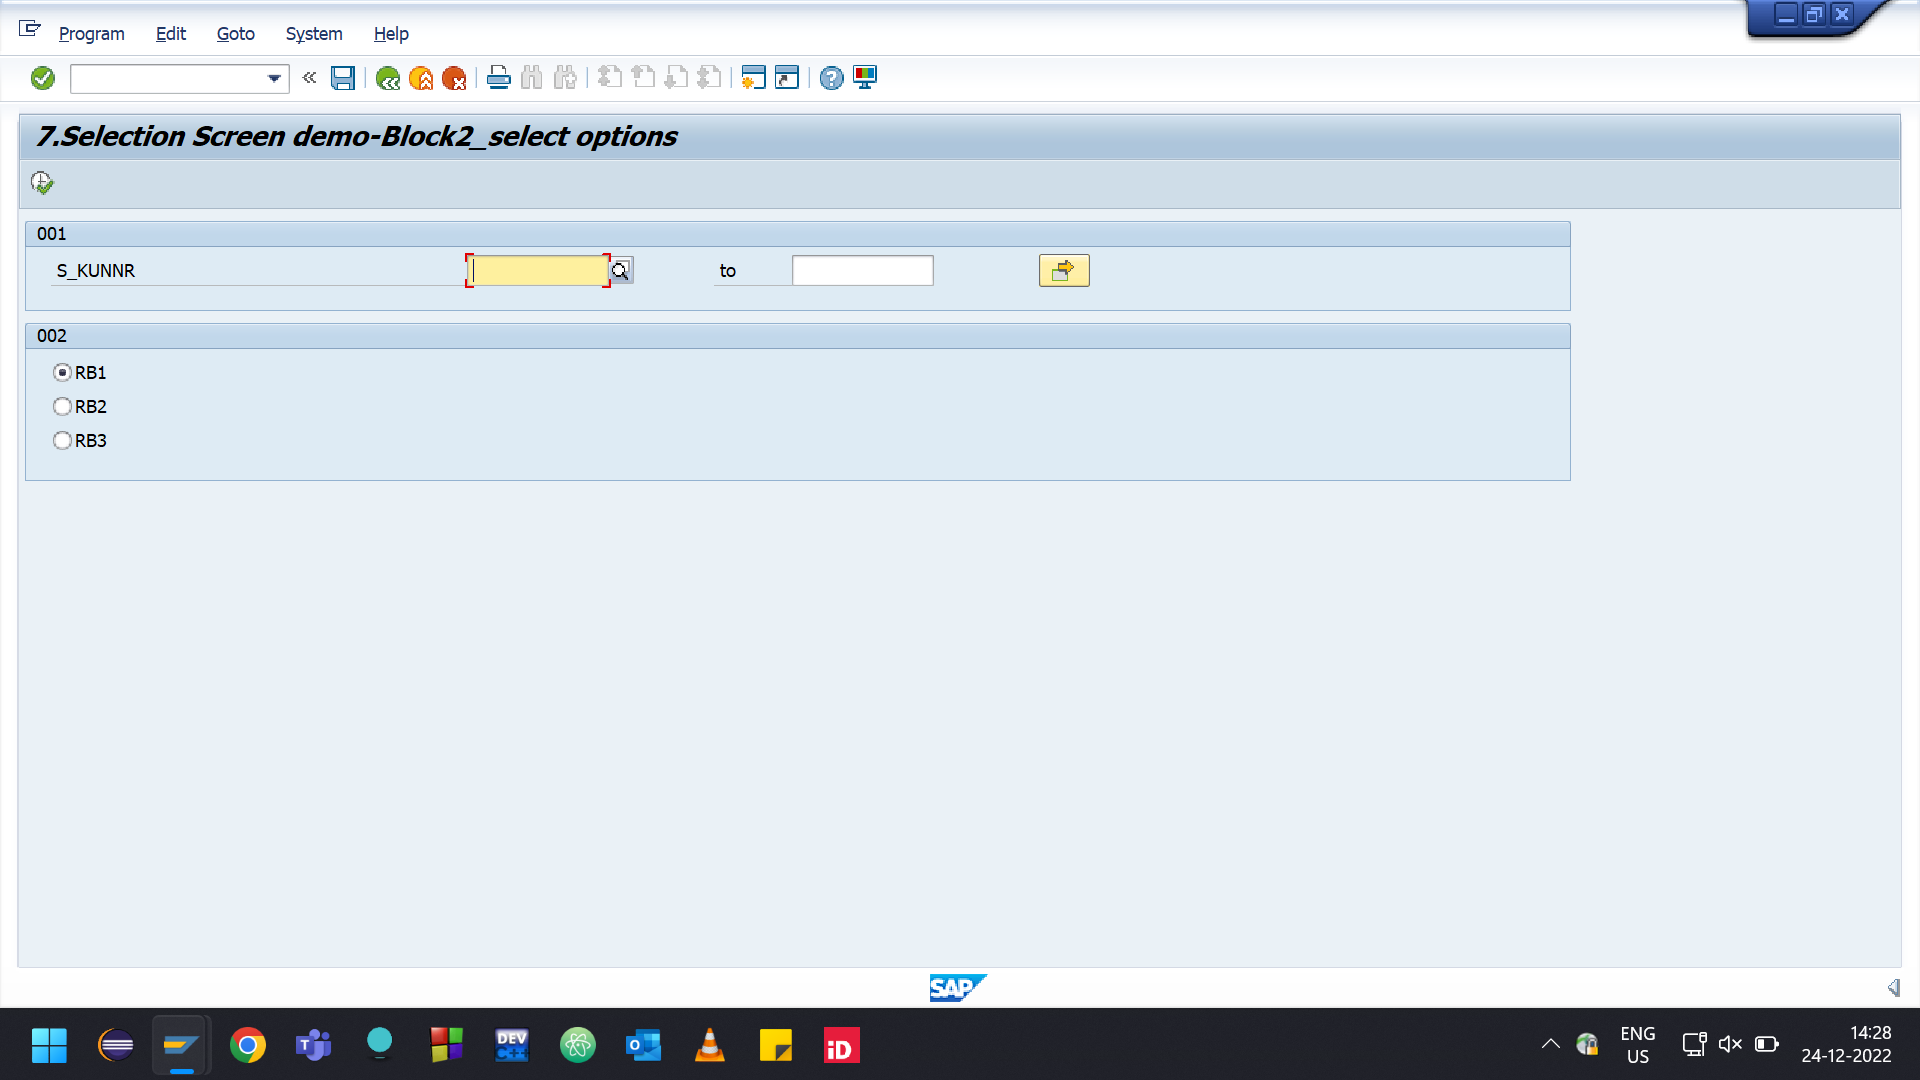 Program Edit Goto System Help
7.Selection Screen demo-Block2_select options
001
S_KUNNR to
002
RB1
RB2
RB3
SAP
T DEV C++ O iD
ENG
US
14:28
24-12-2022